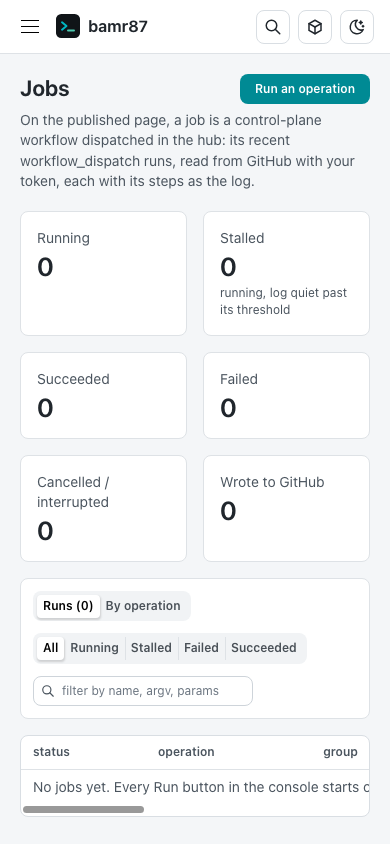 bamr87
Jobs
Run an operation
On the published page, a job is a control-plane
workflow dispatched in the hub: its recent
workflow_dispatch runs, read from GitHub with your
token, each with its steps as the log.
Running
0
Stalled
0
running, log quiet past
its threshold
Succeeded
0
Failed
0
Cancelled /
interrupted
0
Wrote to GitHub
0
Runs (0) By operation
All Running Stalled Failed Succeeded
filter by name, argv, params
status operation group
No jobs yet. Every Run button in the console starts